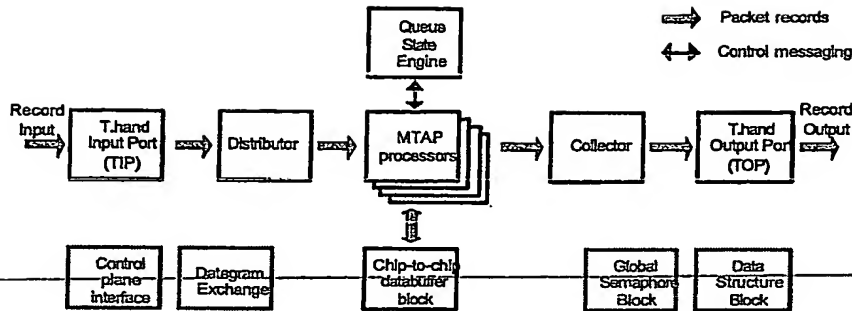 Queue
State
Engine
Packet records
Control messaging
Record
Input
T.hand
Input Port
(TIP)
Distributor
MTAP
processors
Collector
T.hand
Output Port
(TOP)
Record
Output
Control
plane
interface
Datagram
Exchange
Chip-to-chip
databuffer
block
Global
Semaphore
Block
Data
Structure
Block